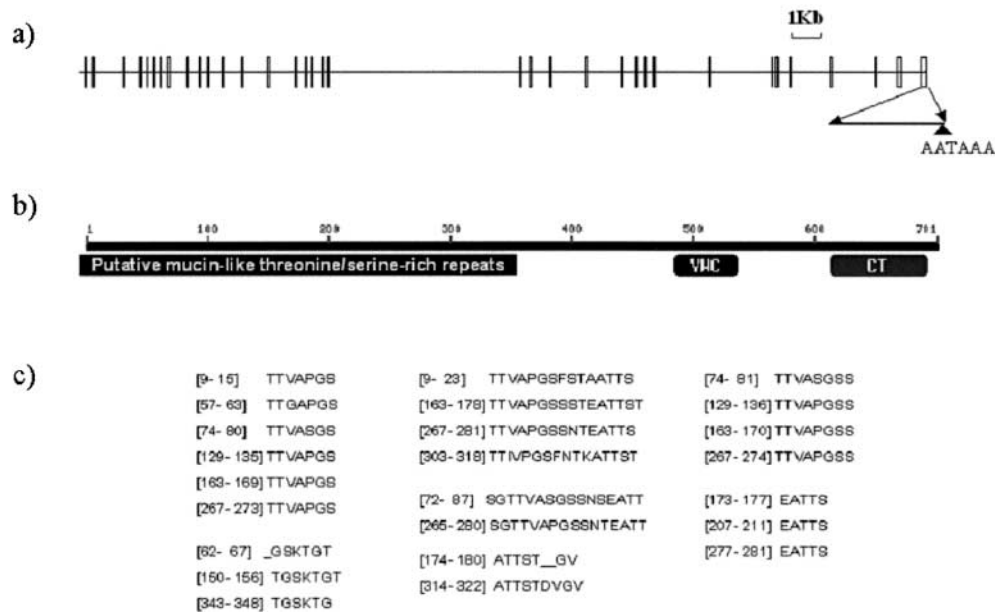 a)
1Kb
AATAAA
b)
1 100 200 300 400 500 600 701
Putative mucin-like threonine/serine-rich repeats
VWC
CT
c)
[9- 15] TTVAPGS
[57- 63] TTGAPGS
[74- 80] TTVASGS
[129- 135] TTVAPGS
[163- 169] TTVAPGS
[267- 273] TTVAPGS
[62- 67] _GSKTGT
[150- 156] TGSKTGT
[343- 348] TGSKTG
[9- 23] TTVAPGSFSTAATTS
[163- 178] TTVAPGSSSTEATTST
[267- 281] TTVAPGSSNTEATTS
[303- 318] TTIVPGSFNTKATTST
[72- 87] SGTTVASGSSNSEATT
[265- 280] SGTTVAPGSSNTEATT
[174- 180] ATTST__GV
[314- 322] ATTSTDVGV
[74- 81] TTVASGSS
[129- 136] TTVAPGSS
[163- 170] TTVAPGSS
[267- 274] TTVAPGSS
[173- 177] EATTS
[207- 211] EATTS
[277- 281] EATTS